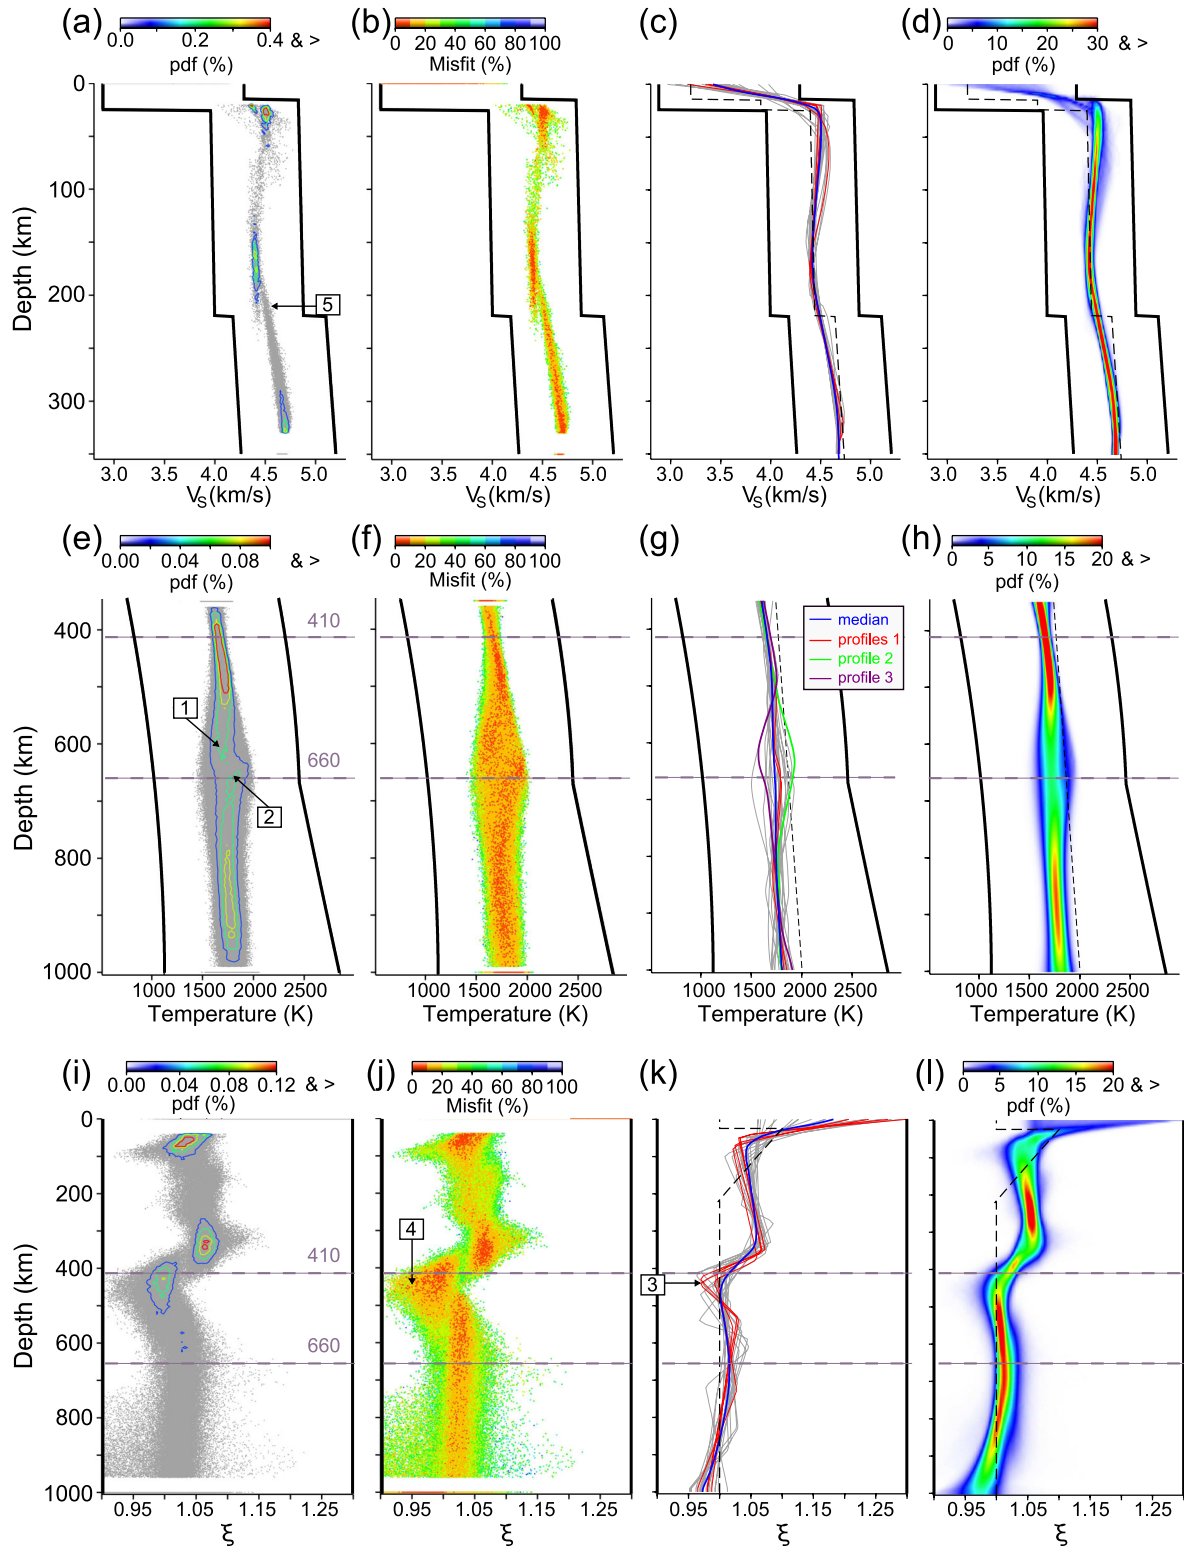 (a) (b) (c) (d)
0.0 0.2 0.4 & >
pdf (%)
0 20 40 60 80 100
Misfit (%)
0 10 20 30 & >
pdf (%)
0
100
200
300
Depth (km)
5
3.0 4.0 4.5 5.0
3.0 4.0 4.5 5.0
3.0 4.0 4.5 5.0
3.0 4.0 4.5 5.0
VS(km/s) VS(km/s) VS(km/s) VS(km/s)
(e) (f) (g) (h)
0.00 0.04 0.08 & >
pdf (%)
0 20 40 60 80 100
Misfit (%)
0 5 10 15 20 & >
pdf (%)
400
600
800
1000
Depth (km)
410
660
1
2
median
profiles 1
profile 2
profile 3
1000 1500 2000 2500
1000 1500 2000 2500
1000 1500 2000 2500
1000 1500 2000 2500
Temperature (K) Temperature (K) Temperature (K) Temperature (K)
(i) (j) (k) (l)
0.00 0.04 0.08 0.12 & >
pdf (%)
0 20 40 60 80 100
Misfit (%)
0 5 10 15 20 & >
pdf (%)
0
200
400
600
800
1000
Depth (km)
410
660
4
3
0.95 1.05 1.15 1.25
0.95 1.05 1.15 1.25
0.95 1.05 1.15 1.25
0.95 1.05 1.15 1.25
ξ ξ ξ ξ